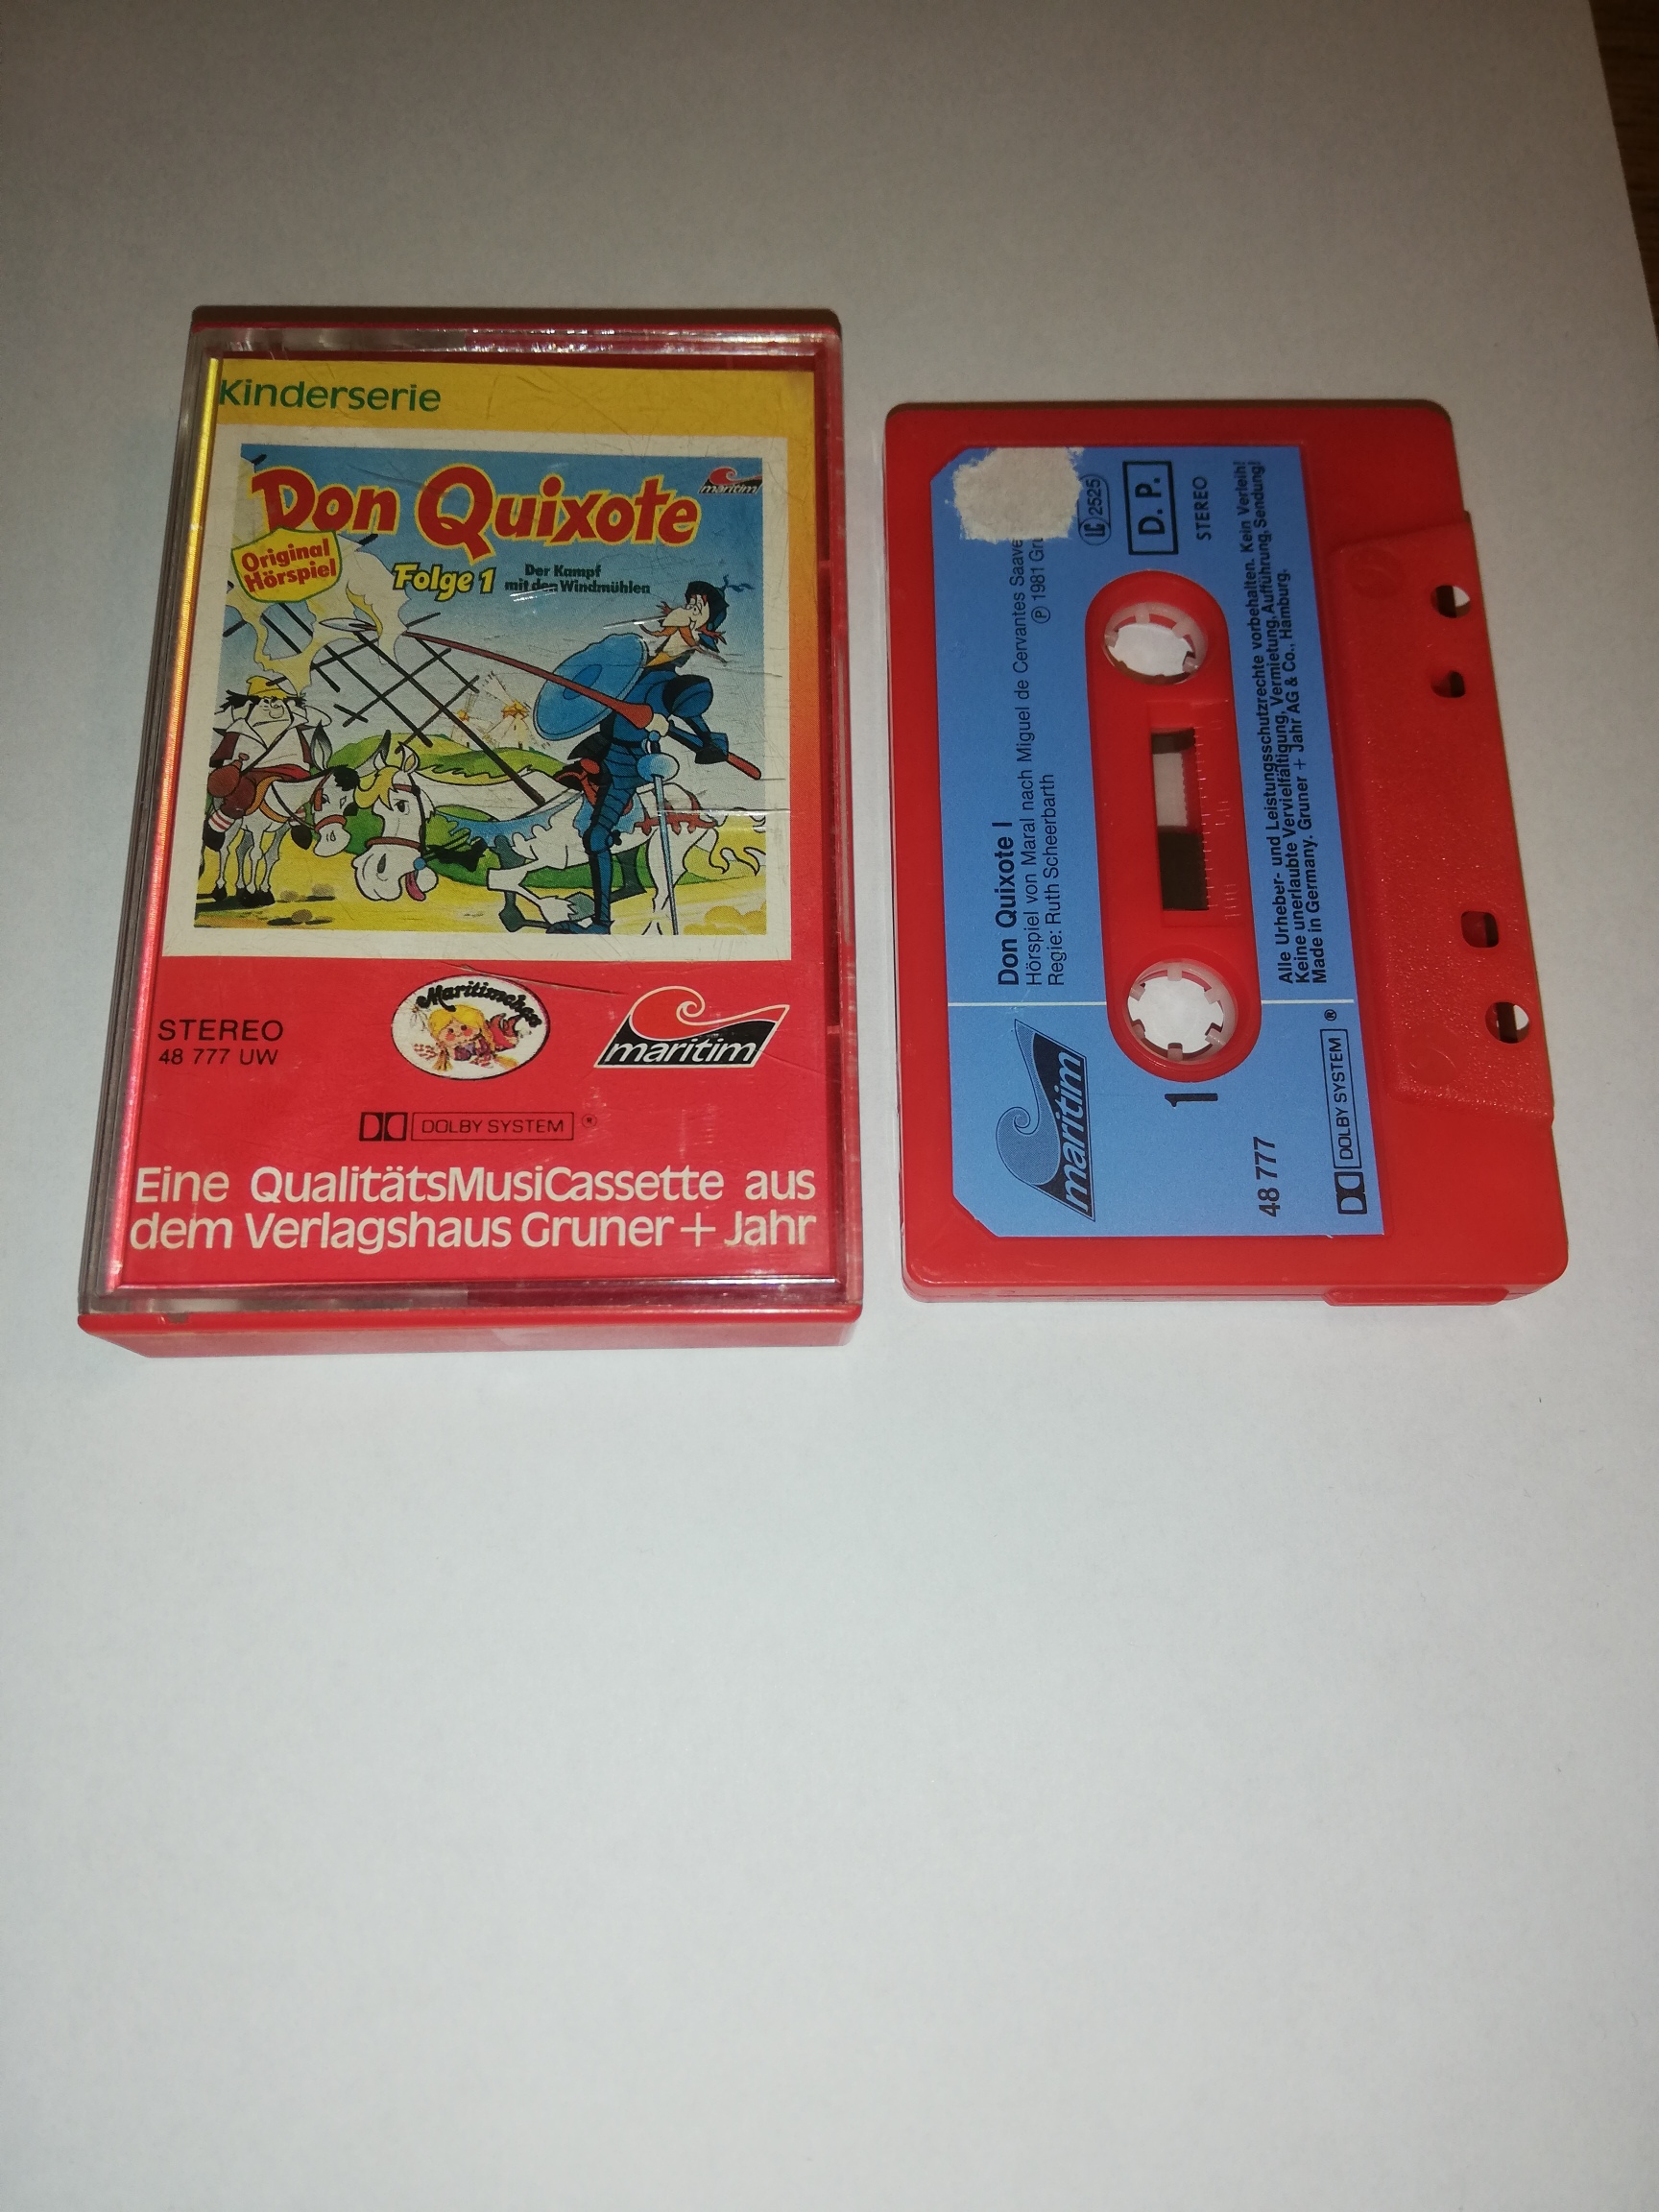 Kinderserie
Don Quixote
maritim
Original
Hörspiel
Folge 1
Der Kampf
mit den Windmühlen
STEREO
48 777 UW
maritim
DOLBY SYSTEM ®
Eine QualitätsMusiCassette aus
dem Verlagshaus Gruner + Jahr
Don Quixote I
Hörspiel von Maral nach Miguel de Cervantes Saave
Regie: Ruth Scheerbarth
℗ 1981 Gru
LC 2525
D. P.
STEREO
maritim
1
48 777
Alle Urheber- und Leistungsschutzrechte vorbehalten. Kein Verleih!
Keine unerlaubte Vervielfältigung, Vermietung, Aufführung, Sendung!
Made in Germany. Gruner + Jahr AG & Co., Hamburg.
DOLBY SYSTEM ®